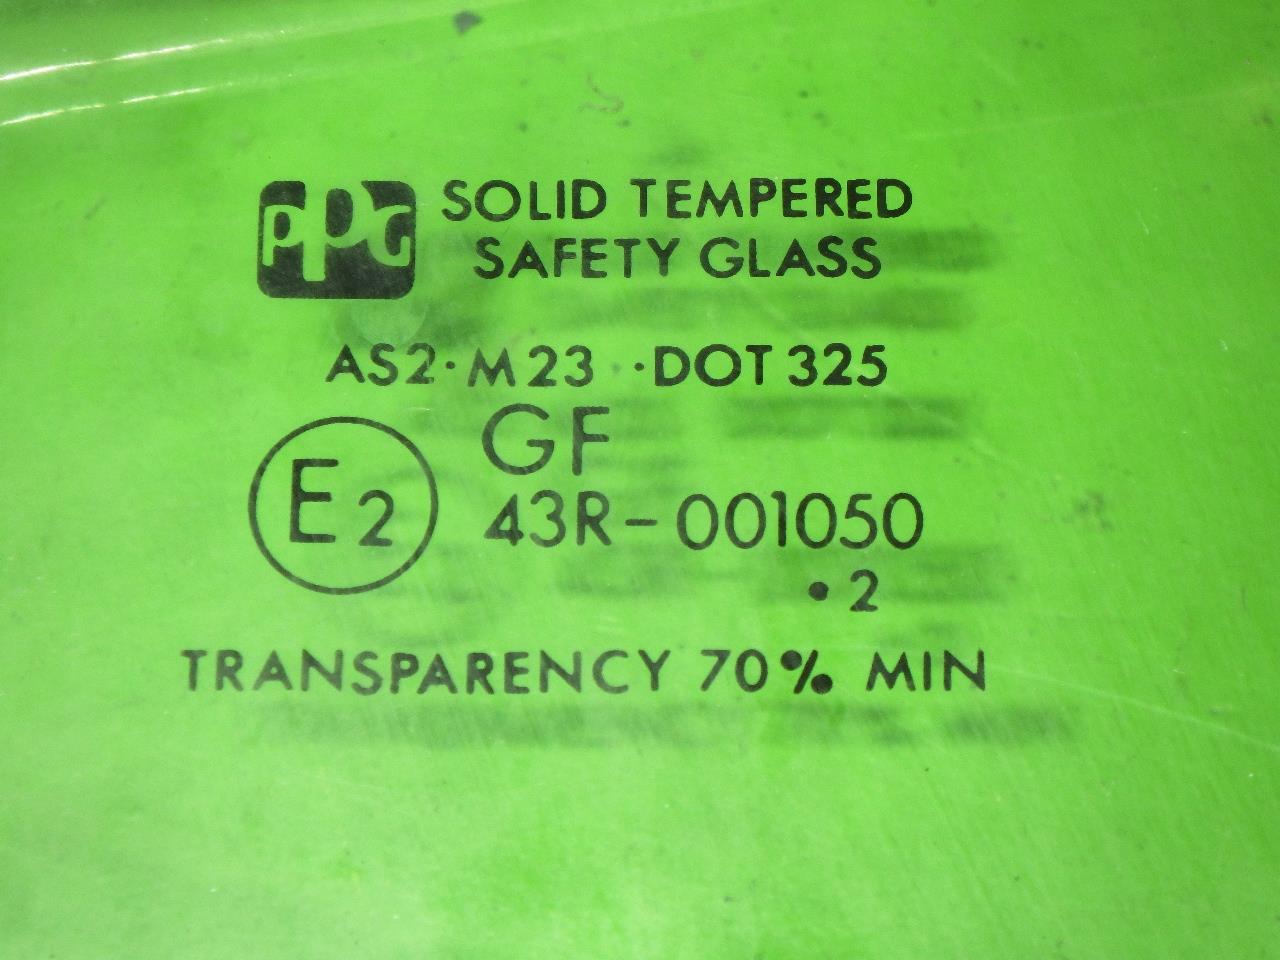 PPG SOLID TEMPERED
SAFETY GLASS
AS2·M23 ··DOT 325
GF
E2 43R-001050
•2
TRANSPARENCY 70% MIN